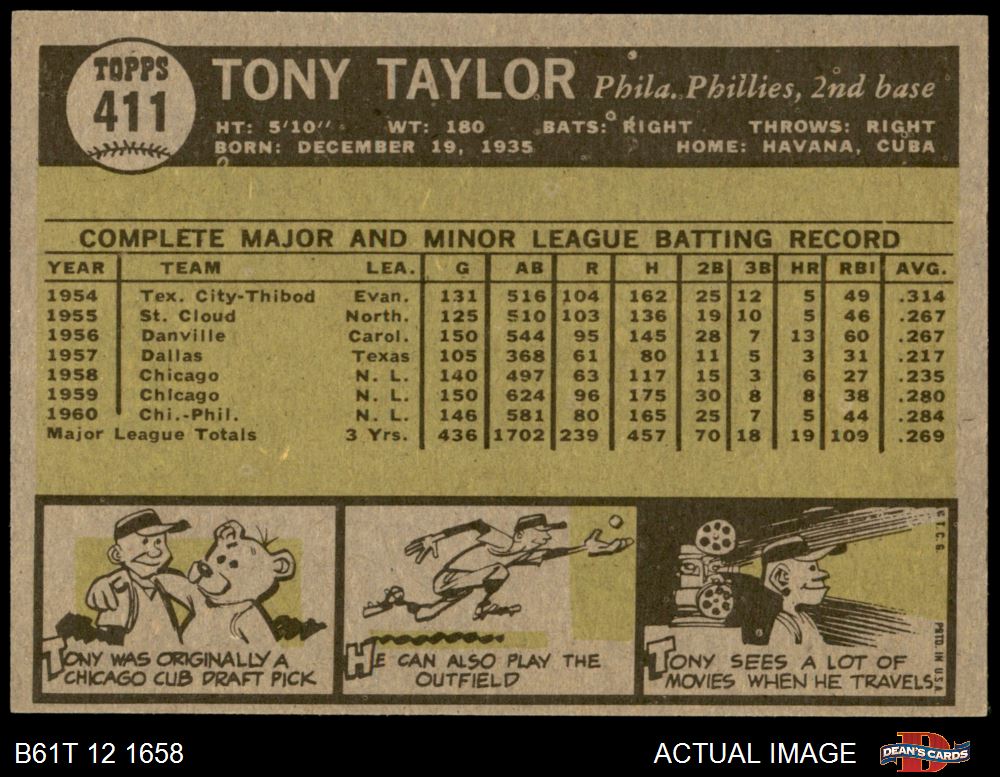 TOPPS
411
TONY TAYLOR Phila. Phillies, 2nd base
HT: 5'10" WT: 180 BATS: RIGHT THROWS: RIGHT
BORN: DECEMBER 19, 1935 HOME: HAVANA, CUBA
COMPLETE MAJOR AND MINOR LEAGUE BATTING RECORD
YEAR TEAM LEA. G AB R H 2B 3B HR RBI AVG.
1954 Tex. City-Thibod Evan. 131 516 104 162 25 12 5 49 .314
1955 St. Cloud North. 125 510 103 136 19 10 5 46 .267
1956 Danville Carol. 150 544 95 145 28 7 13 60 .267
1957 Dallas Texas 105 368 61 80 11 5 3 31 .217
1958 Chicago N. L. 140 497 63 117 15 3 6 27 .235
1959 Chicago N. L. 150 624 96 175 30 8 8 38 .280
1960 Chi.-Phil. N. L. 146 581 80 165 25 7 5 44 .284
Major League Totals 3 Yrs. 436 1702 239 457 70 18 19 109 .269
TONY WAS ORIGINALLY A
CHICAGO CUB DRAFT PICK
HE CAN ALSO PLAY THE
OUTFIELD
TONY SEES A LOT OF
MOVIES WHEN HE TRAVELS.
© T. C. G.
PRTD. IN U.S.A.
B61T 12 1658
ACTUAL IMAGE
DEAN'S CARDS